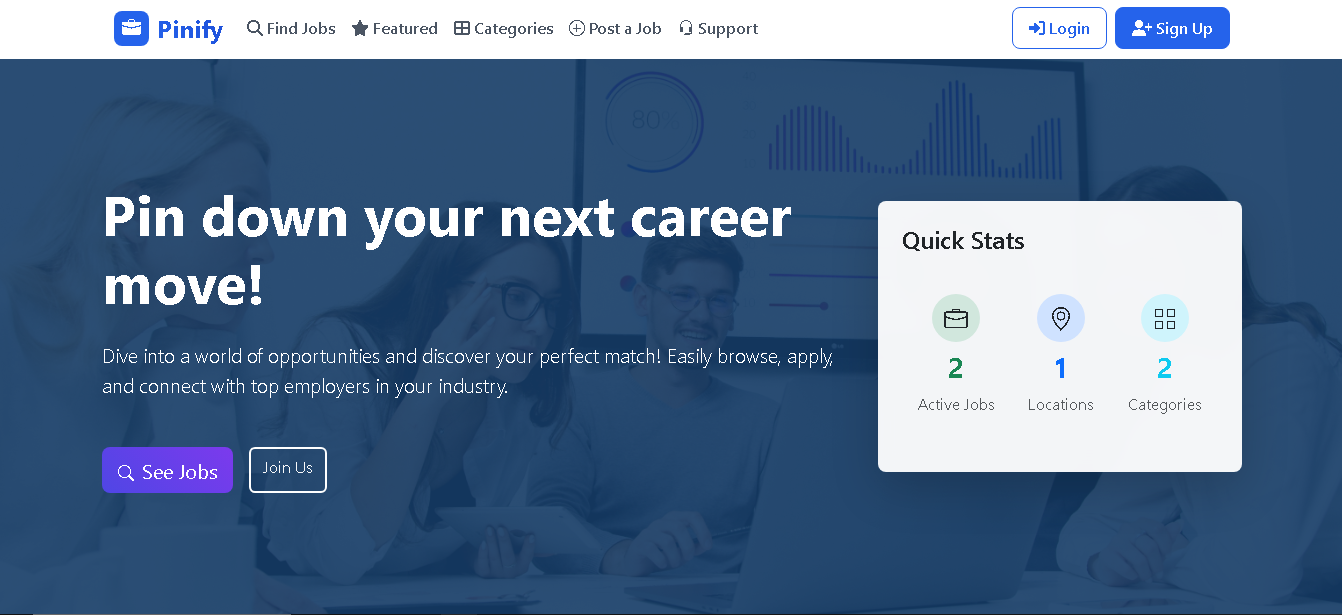 Pinify Find Jobs Featured Categories Post a Job Support Login Sign Up
80%
Pin down your next career
move!
Dive into a world of opportunities and discover your perfect match! Easily browse, apply,
and connect with top employers in your industry.
See Jobs Join Us
Quick Stats
2 1 2
Active Jobs Locations Categories